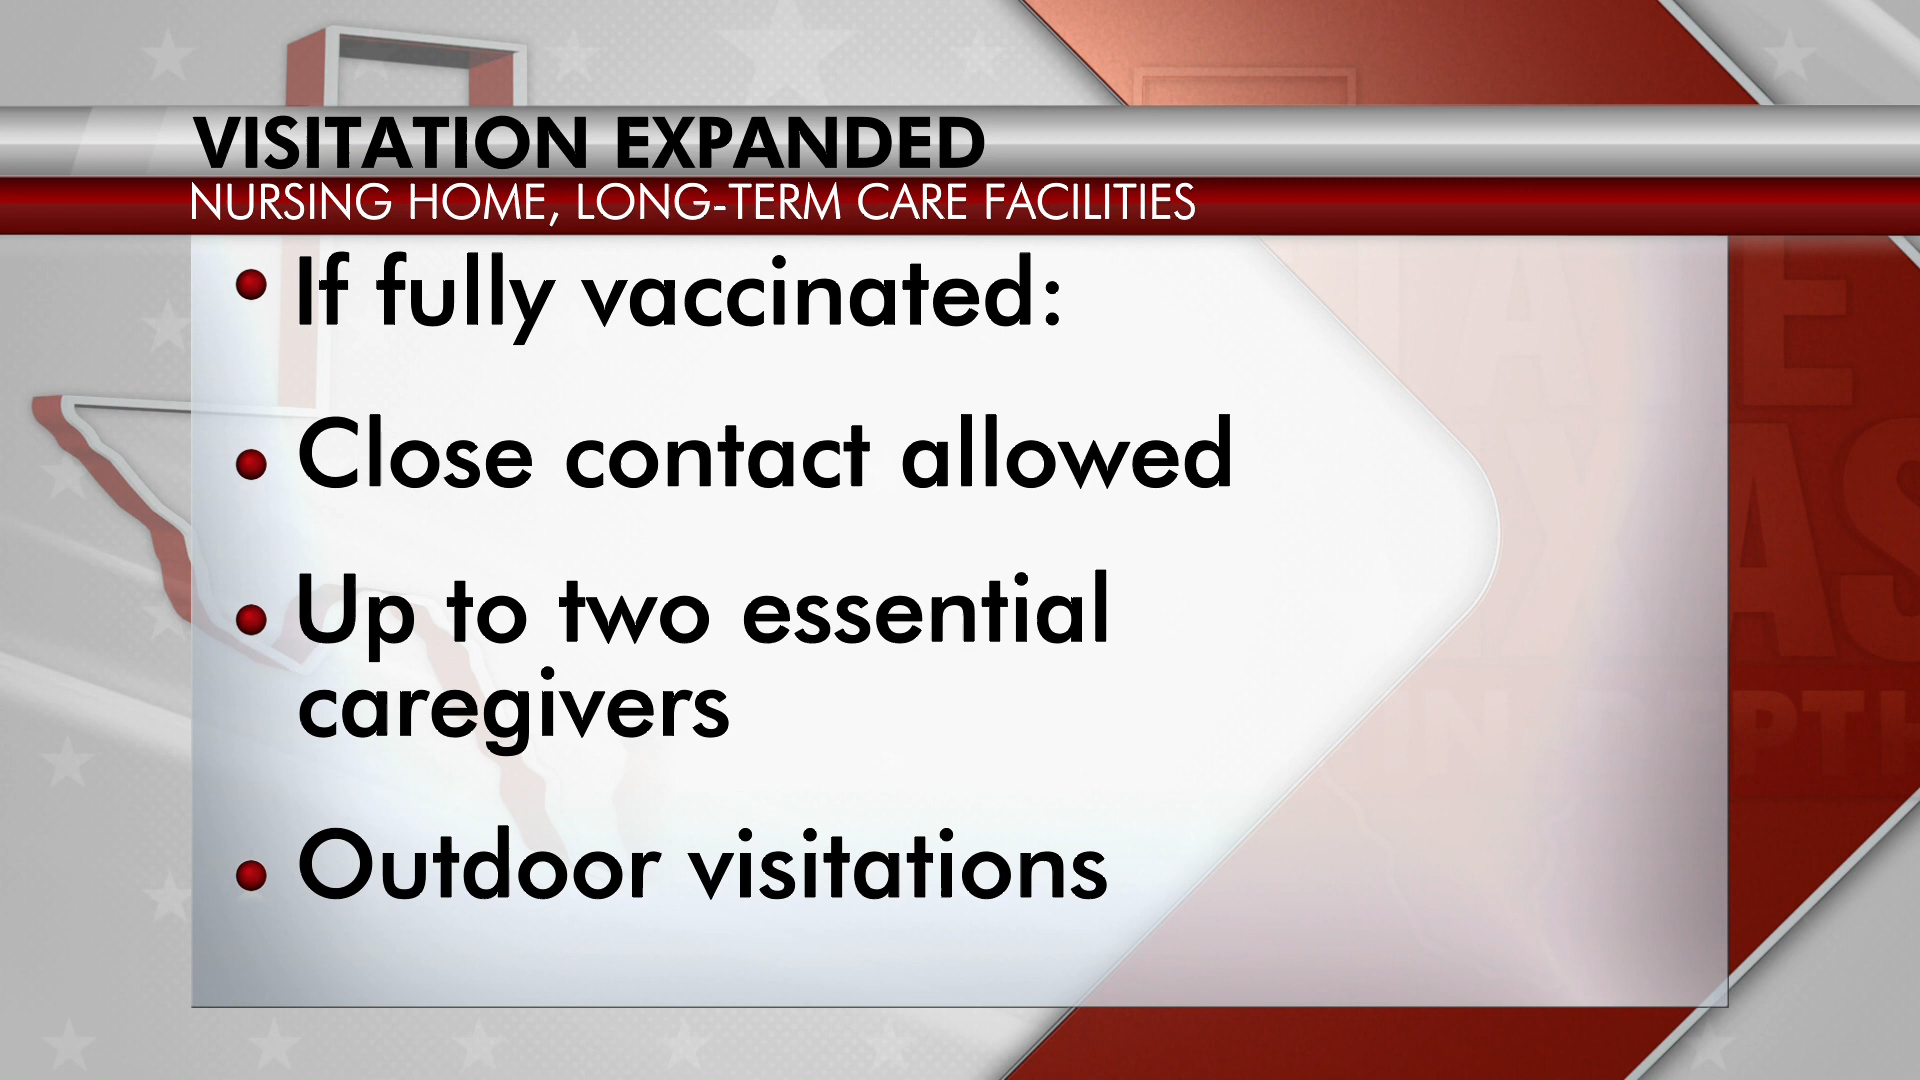 VISITATION EXPANDED
NURSING HOME, LONG-TERM CARE FACILITIES
• If fully vaccinated:
• Close contact allowed
• Up to two essential
caregivers
• Outdoor visitations